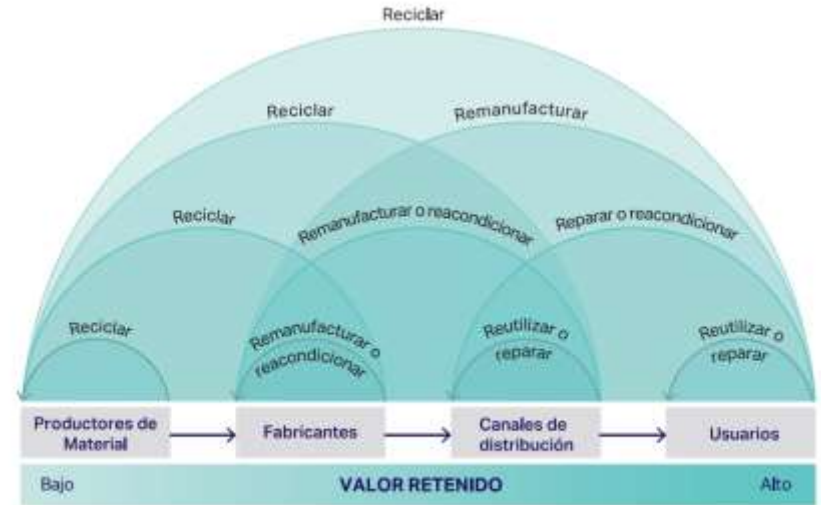 Reciclar
Reciclar
Remanufacturar
Reciclar
Remanufacturar o reacondicionar
Reparar o reacondicionar
Reciclar
Remanufacturar o
reacondicionar
Reutilizar o
reparar
Reutilizar o
reparar
Productores de
Material
Fabricantes
Canales de
distribución
Usuarios
Bajo
VALOR RETENIDO
Alto